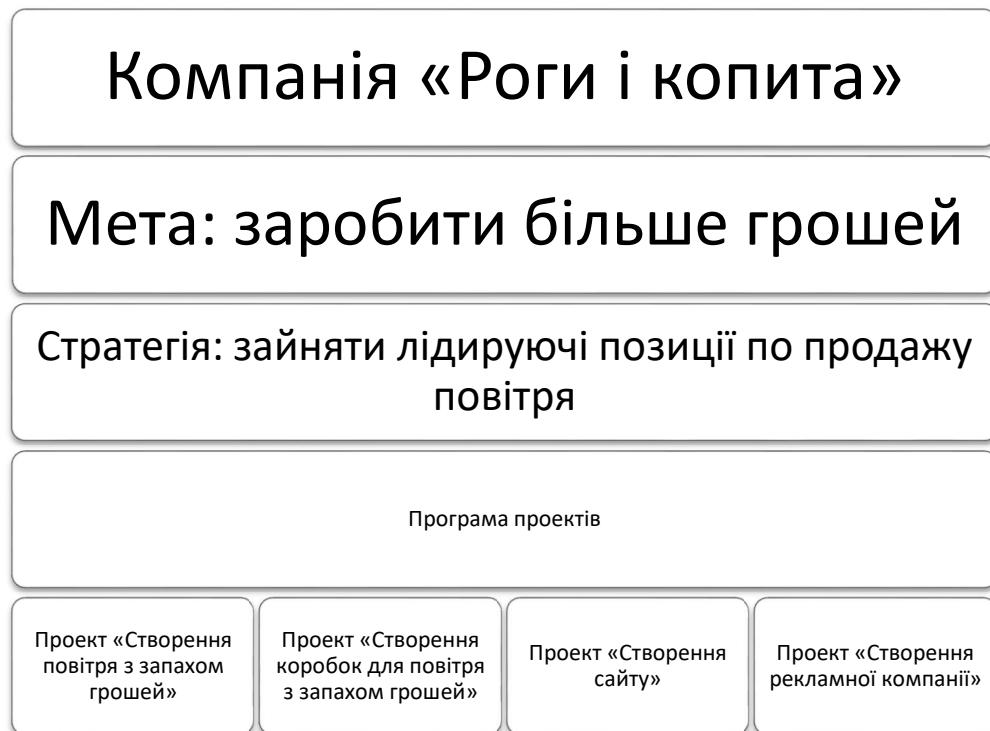 Компанія «Роги і копита»
Мета: заробити більше грошей
Стратегія: зайняти лідируючі позиції по продажу
повітря
Програма проектів
Проект «Створення
повітря з запахом
грошей»
Проект «Створення
коробок для повітря
з запахом грошей»
Проект «Створення
сайту»
Проект «Створення
рекламної компанії»